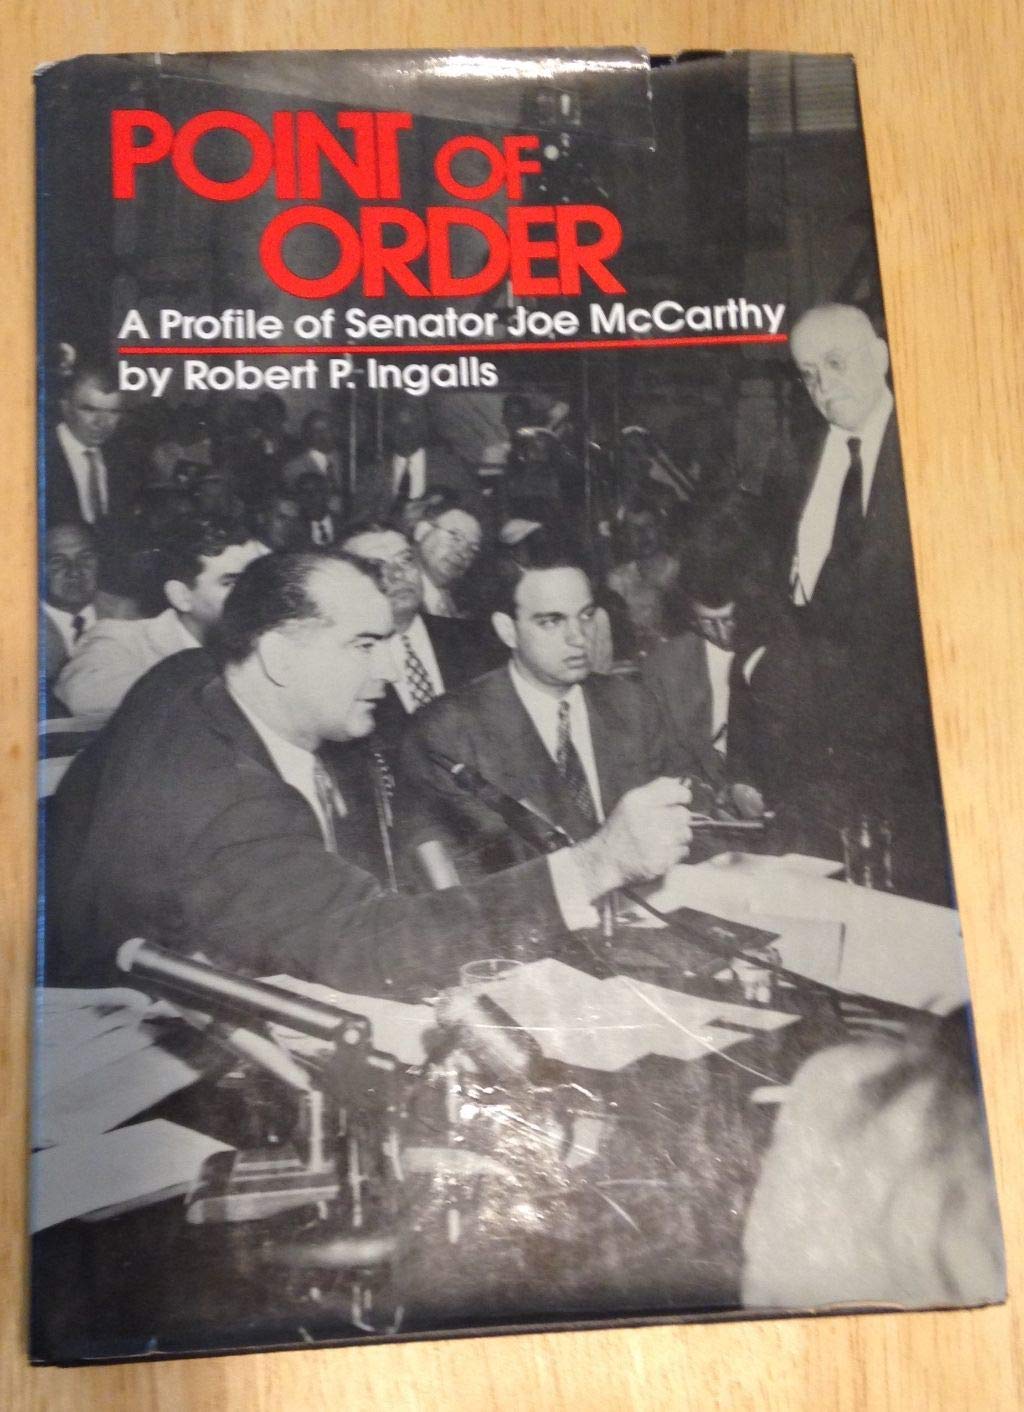 POINT OF
ORDER
A Profile of Senator Joe McCarthy
by Robert P. Ingalls